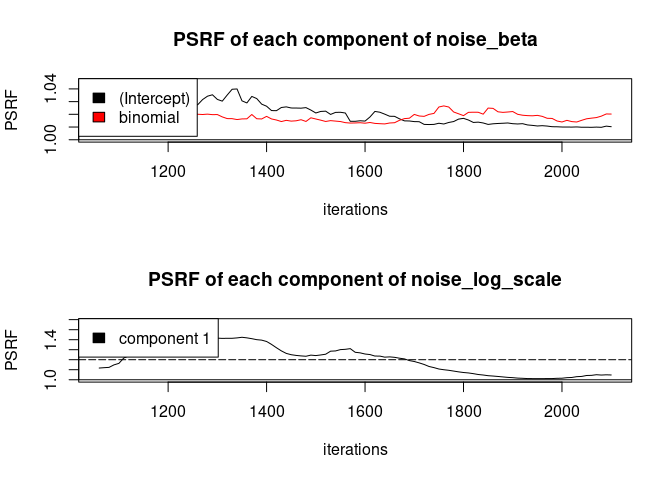 PSRF of each component of noise_beta
PSRF
1.00 1.04
(Intercept)
binomial
1200 1400 1600 1800 2000
iterations
PSRF of each component of noise_log_scale
PSRF
1.0 1.4
component 1
1200 1400 1600 1800 2000
iterations